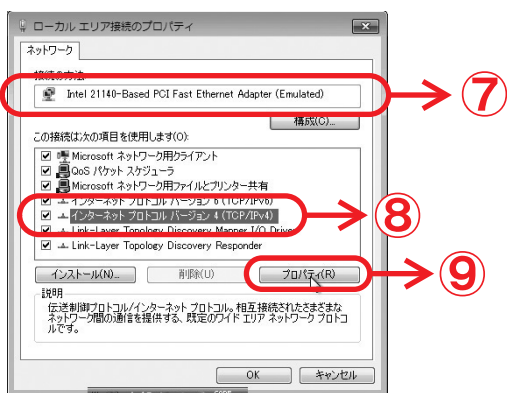 ローカル エリア接続のプロパティ
ネットワーク
接続の方法:
Intel 21140-Based PCI Fast Ethernet Adapter (Emulated)
⑦
構成(C)...
この接続は次の項目を使用します(O):
Microsoft ネットワーク用クライアント
QoS パケット スケジューラ
Microsoft ネットワーク用ファイルとプリンター共有
インターネット プロトコル バージョン 6 (TCP/IPv6)
インターネット プロトコル バージョン 4 (TCP/IPv4)
⑧
Link-Layer Topology Discovery Mapper I/O Driver
Link-Layer Topology Discovery Responder
インストール(N)...
削除(U)
プロパティ(R)
⑨
説明
伝送制御プロトコル/インターネット プロトコル。相互接続されたさまざまな
ネットワーク間の通信を提供する、既定のワイド エリア ネットワーク プロトコ
ルです。
OK
キャンセル